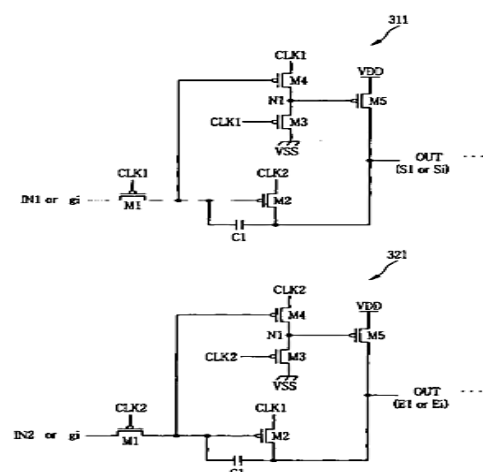 311
CLK1
VDD
M4
N1
M5
CLK1
M3
VSS
OUT
(S1 or Si)
CLK1
CLK2
IN1 or gi
M1
M2
C1
321
CLK2
VDD
M4
N1
M5
CLK2
M3
VSS
OUT
(E1 or Ei)
CLK2
CLK1
IN2 or gi
M1
M2
C1